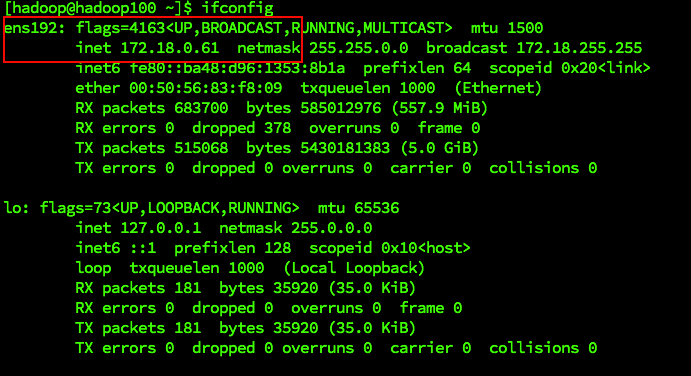 [hadoop@hadoop100 ~]$ ifconfig
ens192: flags=4163<UP,BROADCAST,RUNNING,MULTICAST>  mtu 1500
        inet 172.18.0.61  netmask 255.255.0.0  broadcast 172.18.255.255
        inet6 fe80::ba48:d96:1353:8b1a  prefixlen 64  scopeid 0x20<link>
        ether 00:50:56:83:f8:09  txqueuelen 1000  (Ethernet)
        RX packets 683700  bytes 585012976 (557.9 MiB)
        RX errors 0  dropped 378  overruns 0  frame 0
        TX packets 515068  bytes 5430181383 (5.0 GiB)
        TX errors 0  dropped 0 overruns 0  carrier 0  collisions 0

lo: flags=73<UP,LOOPBACK,RUNNING>  mtu 65536
        inet 127.0.0.1  netmask 255.0.0.0
        inet6 ::1  prefixlen 128  scopeid 0x10<host>
        loop  txqueuelen 1000  (Local Loopback)
        RX packets 181  bytes 35920 (35.0 KiB)
        RX errors 0  dropped 0  overruns 0  frame 0
        TX packets 181  bytes 35920 (35.0 KiB)
        TX errors 0  dropped 0 overruns 0  carrier 0  collisions 0